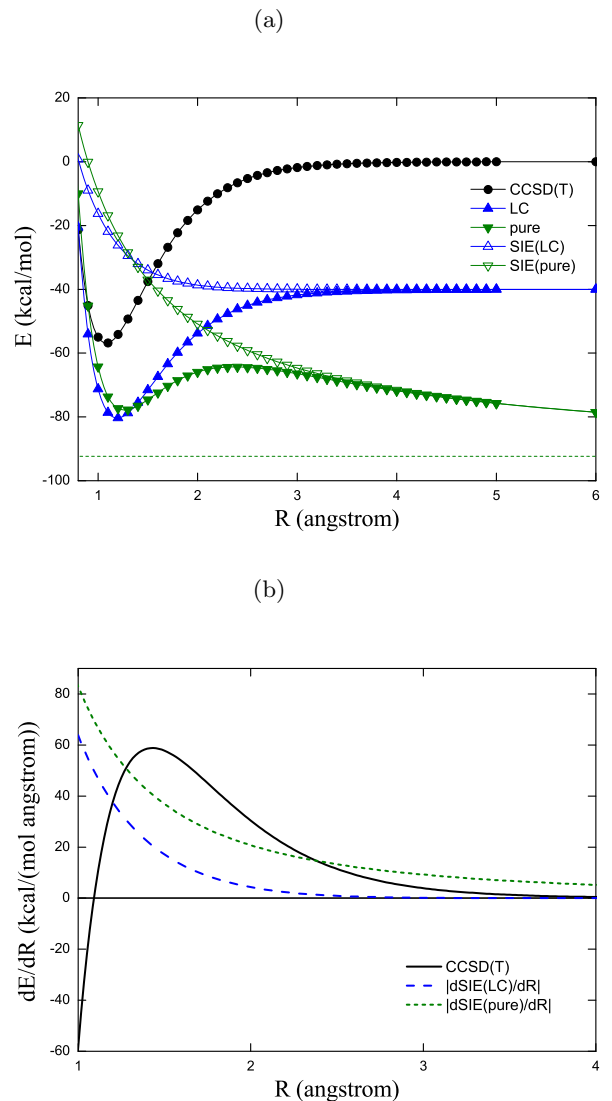 (a)
20
0
-20
-40
-60
-80
-100
E (kcal/mol)
CCSD(T)
LC
pure
SIE(LC)
SIE(pure)
1 2 3 4 5 6
R (angstrom)
(b)
80
60
40
20
0
-20
-40
-60
dE/dR (kcal/(mol angstrom))
CCSD(T)
|dSIE(LC)/dR|
|dSIE(pure)/dR|
1 2 3 4
R (angstrom)